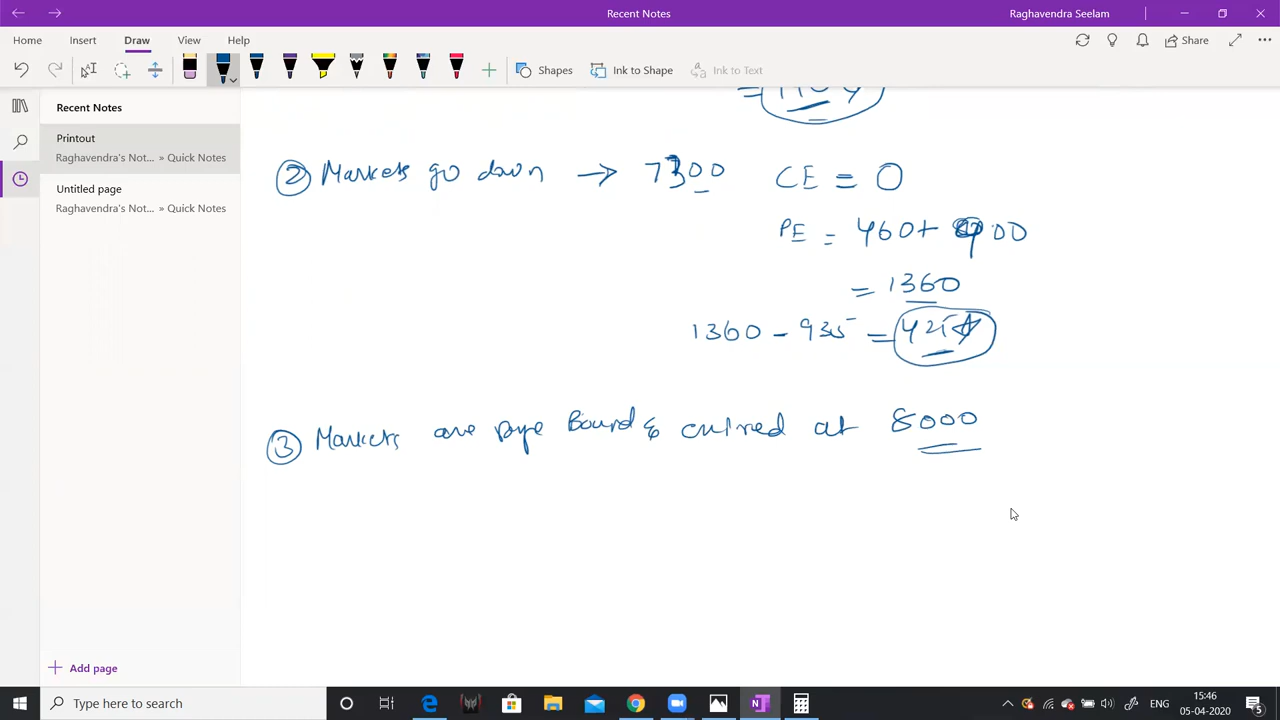 Recent Notes
Raghavendra Seelam
Home Insert Draw View Help
Share
Shapes Ink to Shape Ink to Text
Recent Notes
Printout
Raghavendra's Not... » Quick Notes
Untitled page
Raghavendra's Not... » Quick Notes
② Markets go down → 7300 CE = 0
PE = 460+ 900
= 1360
1360 - 935 =
③ Markets are Bound & at 8000
Add page
Type here to search
ENG
15:46
05-04-2020
5